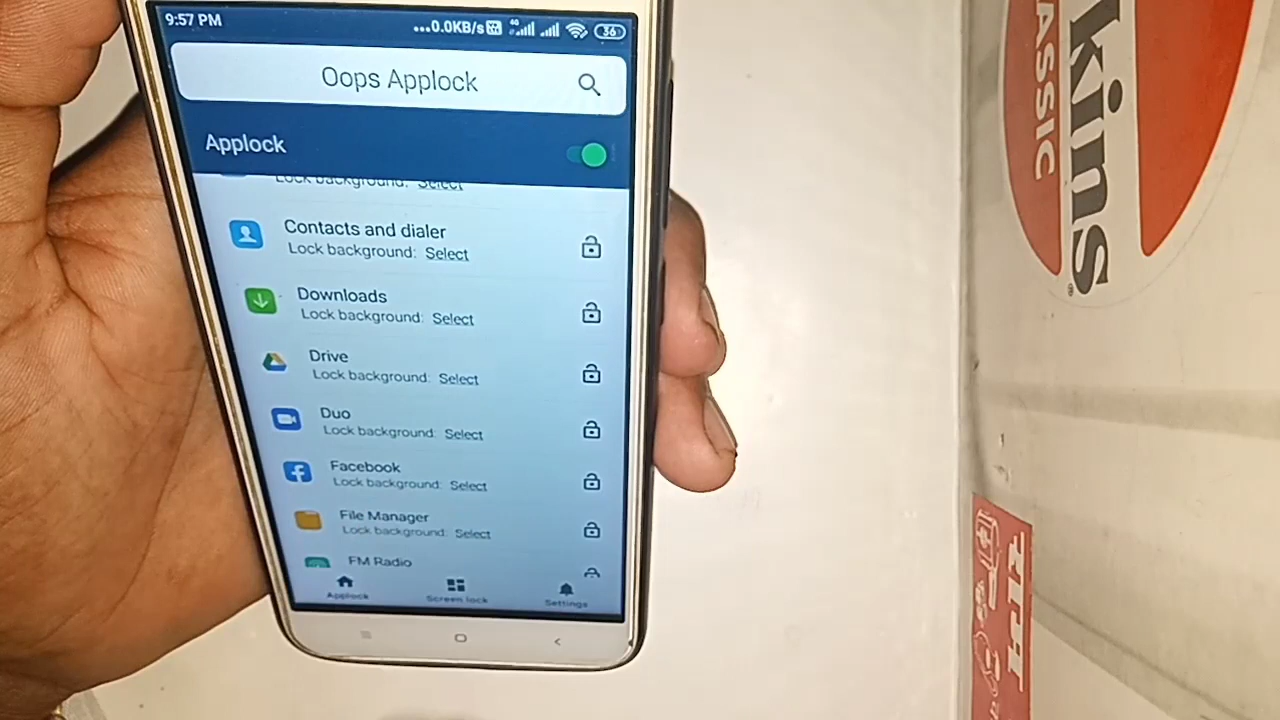 9:57 PM
...0.0KB/s 4G 36
Oops Applock
Applock
Lock background: Select
Contacts and dialer
Lock background: Select
Downloads
Lock background: Select
Drive
Lock background: Select
Duo
Lock background: Select
Facebook
Lock background: Select
File Manager
Lock background: Select
FM Radio
Applock
Screen lock
Settings
kins®
ASSIC